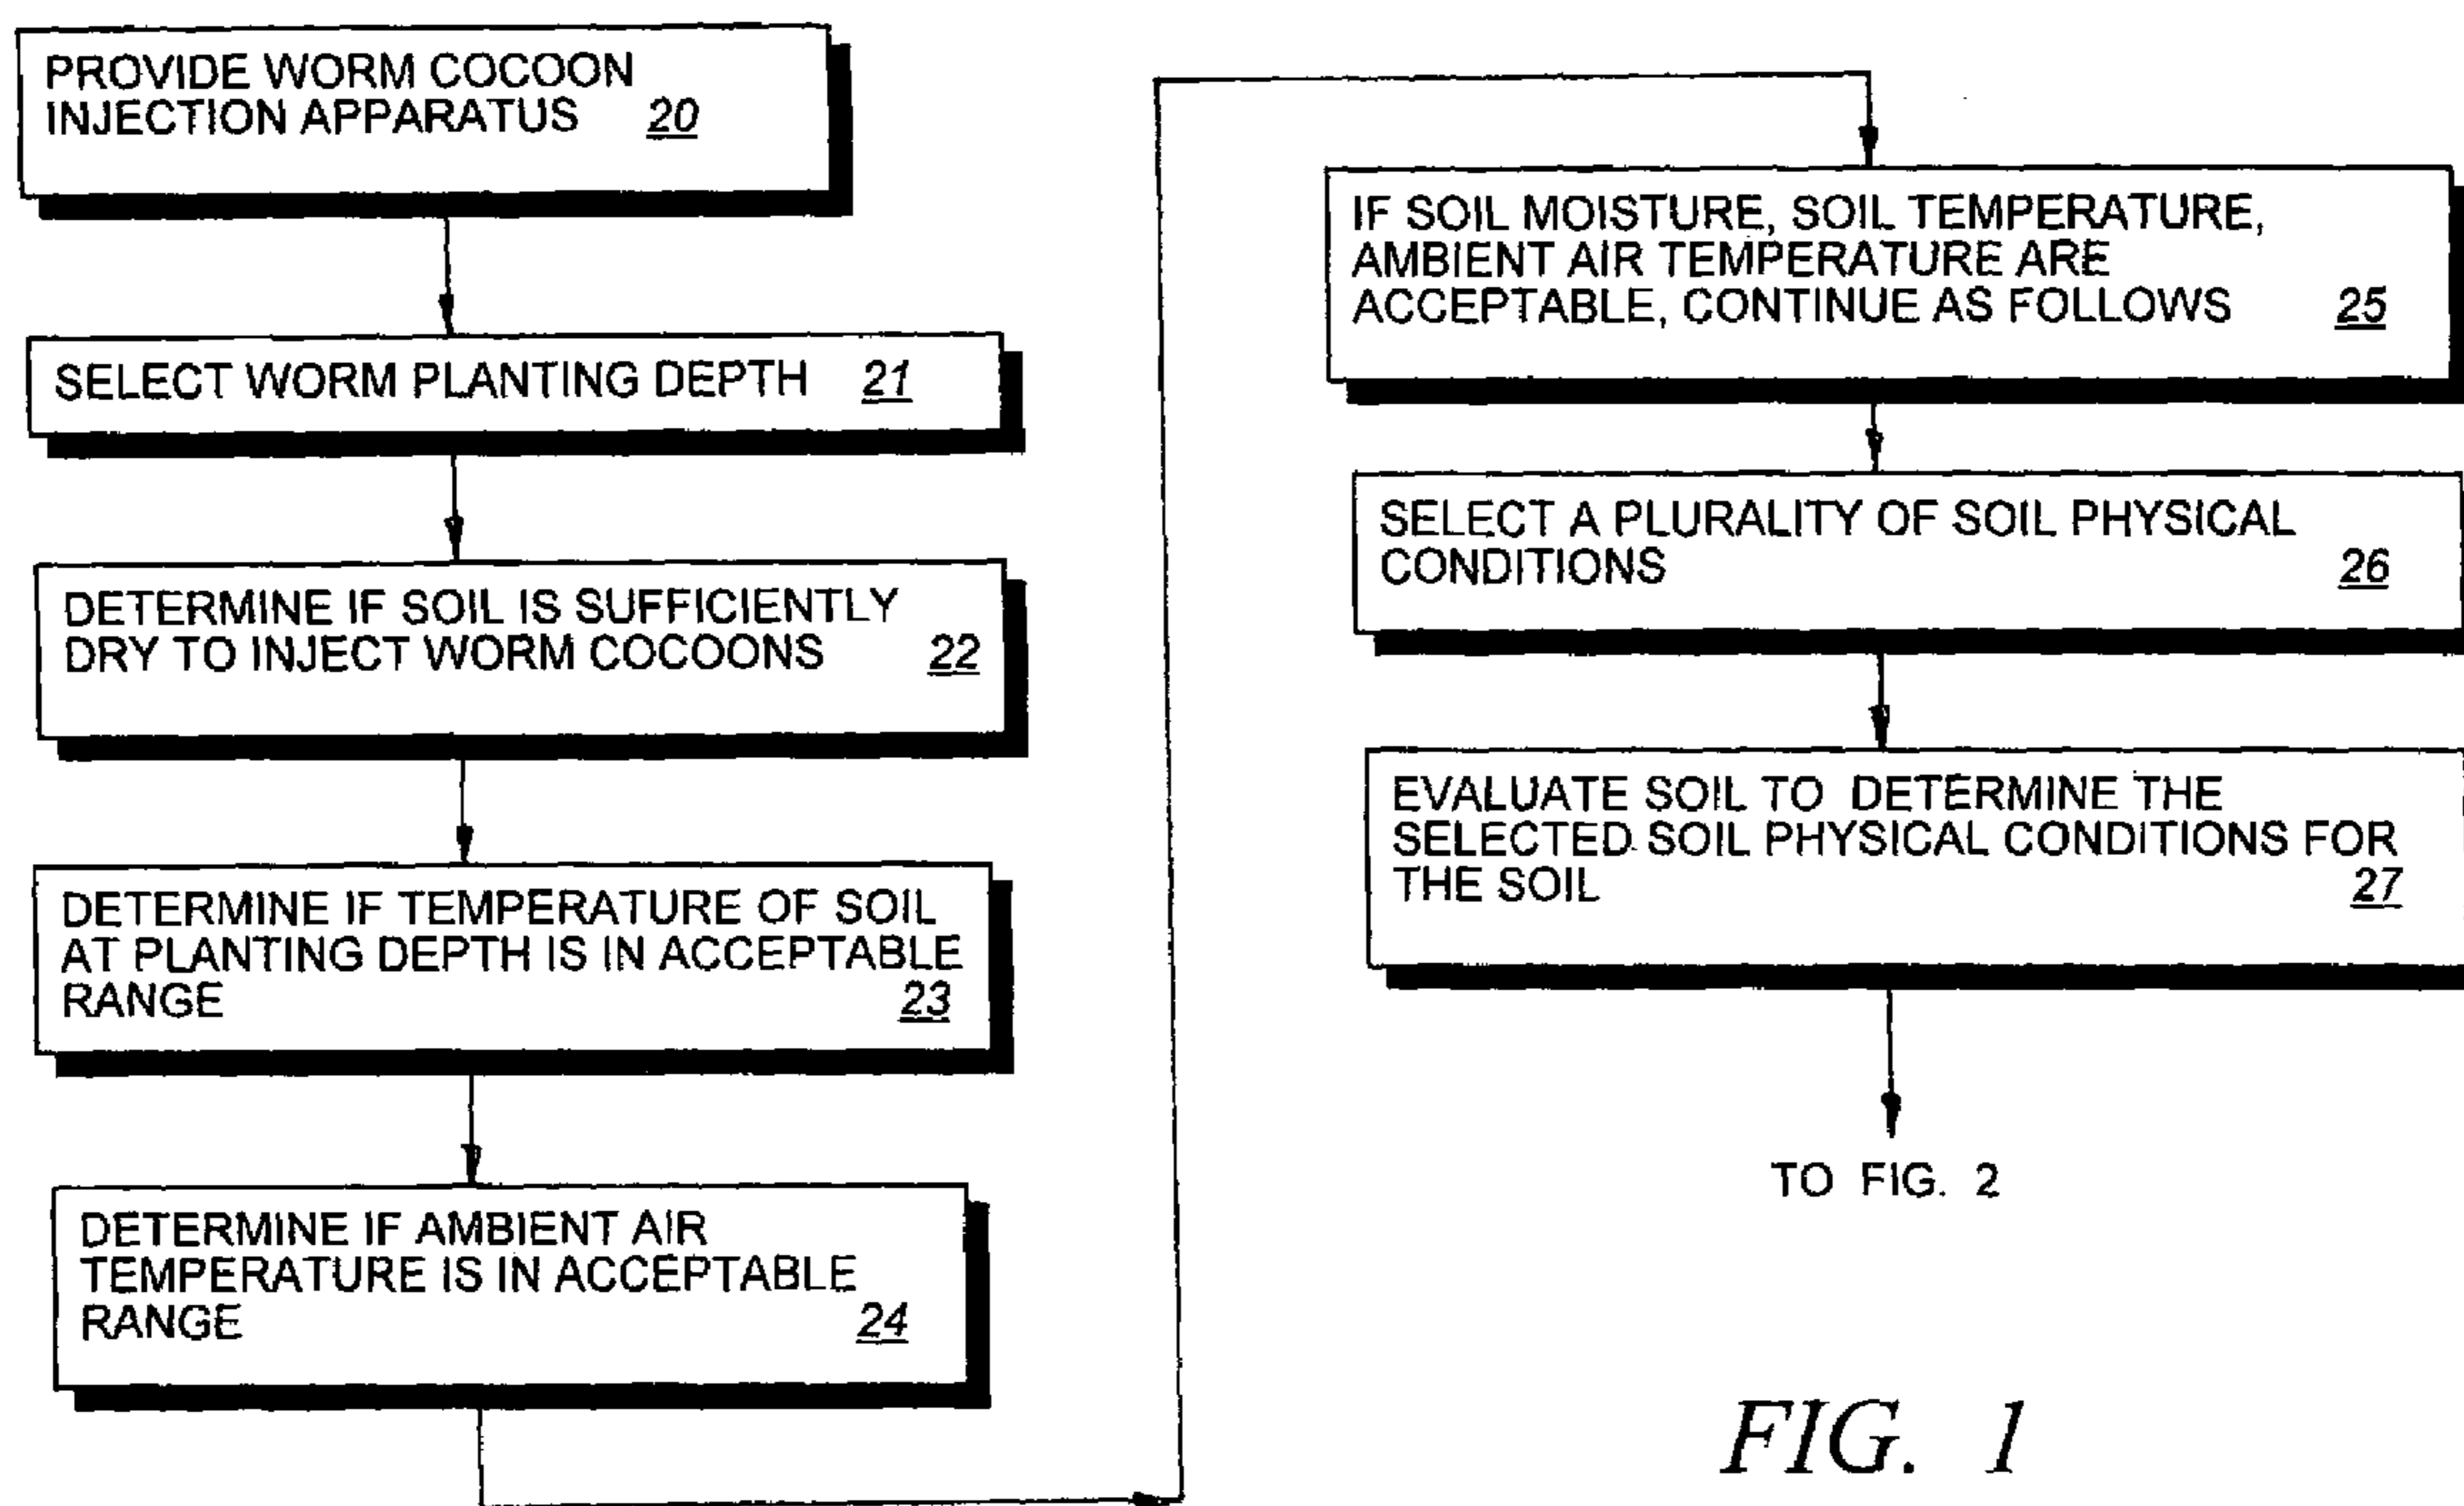 PROVIDE WORM COCOON
INJECTION APPARATUS 20
SELECT WORM PLANTING DEPTH 21
DETERMINE IF SOIL IS SUFFICIENTLY
DRY TO INJECT WORM COCOONS 22
DETERMINE IF TEMPERATURE OF SOIL
AT PLANTING DEPTH IS IN ACCEPTABLE
RANGE 23
DETERMINE IF AMBIENT AIR
TEMPERATURE IS IN ACCEPTABLE
RANGE 24
IF SOIL MOISTURE, SOIL TEMPERATURE,
AMBIENT AIR TEMPERATURE ARE
ACCEPTABLE, CONTINUE AS FOLLOWS 25
SELECT A PLURALITY OF SOIL PHYSICAL
CONDITIONS 26
EVALUATE SOIL TO DETERMINE THE
SELECTED SOIL PHYSICAL CONDITIONS FOR
THE SOIL 27
TO FIG. 2
FIG. 1